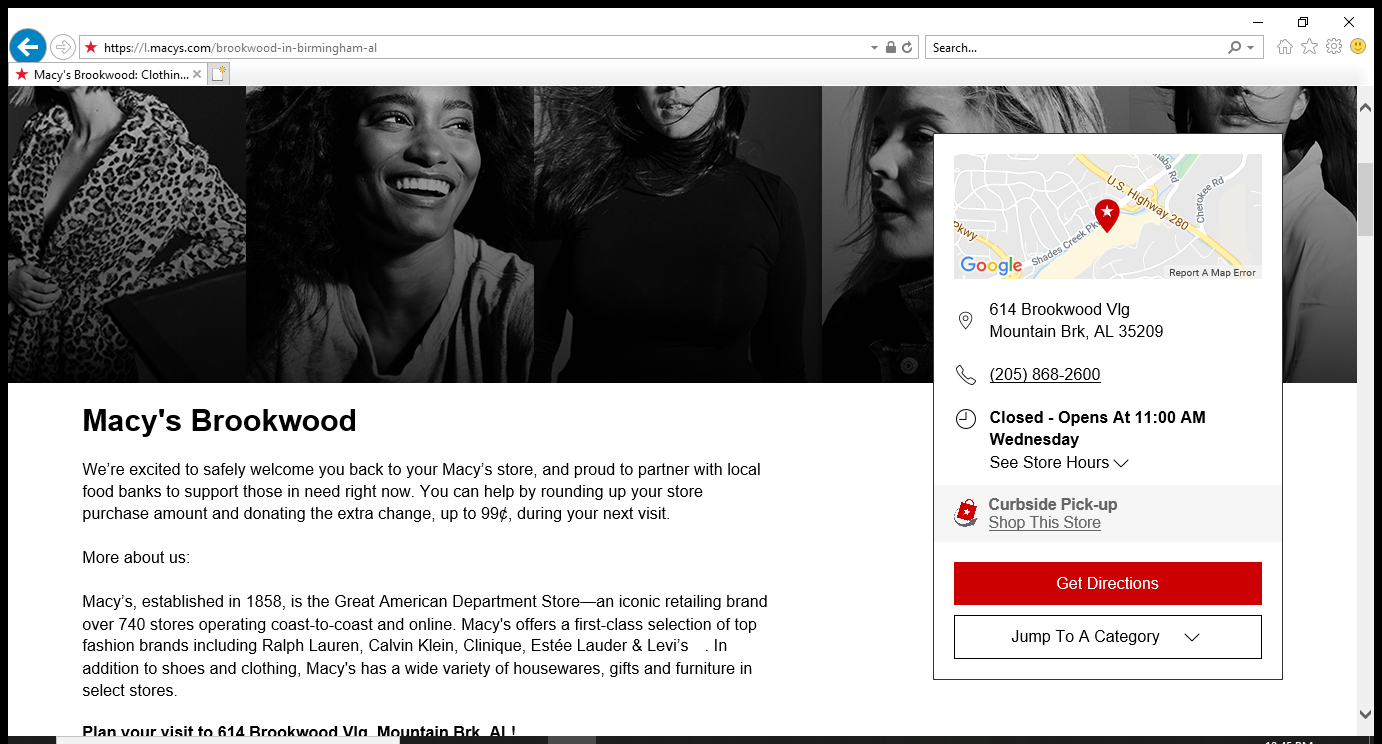 https://l.macys.com/brookwood-in-birmingham-al
Search...
Macy's Brookwood: Clothin...
U.S. Highway 280
Cherokee Rd
Shades Creek Pk
Pkwy
Google
Report A Map Error
614 Brookwood Vlg
Mountain Brk, AL 35209
(205) 868-2600
Closed - Opens At 11:00 AM
Wednesday
See Store Hours
Curbside Pick-up
Shop This Store
Get Directions
Jump To A Category
Macy's Brookwood
We’re excited to safely welcome you back to your Macy’s store, and proud to partner with local
food banks to support those in need right now. You can help by rounding up your store
purchase amount and donating the extra change, up to 99¢, during your next visit.
More about us:
Macy’s, established in 1858, is the Great American Department Store—an iconic retailing brand
over 740 stores operating coast-to-coast and online. Macy's offers a first-class selection of top
fashion brands including Ralph Lauren, Calvin Klein, Clinique, Estée Lauder & Levi’s . In
addition to shoes and clothing, Macy's has a wide variety of housewares, gifts and furniture in
select stores.
Plan your visit to 614 Brookwood Vlg, Mountain Brk, AL!